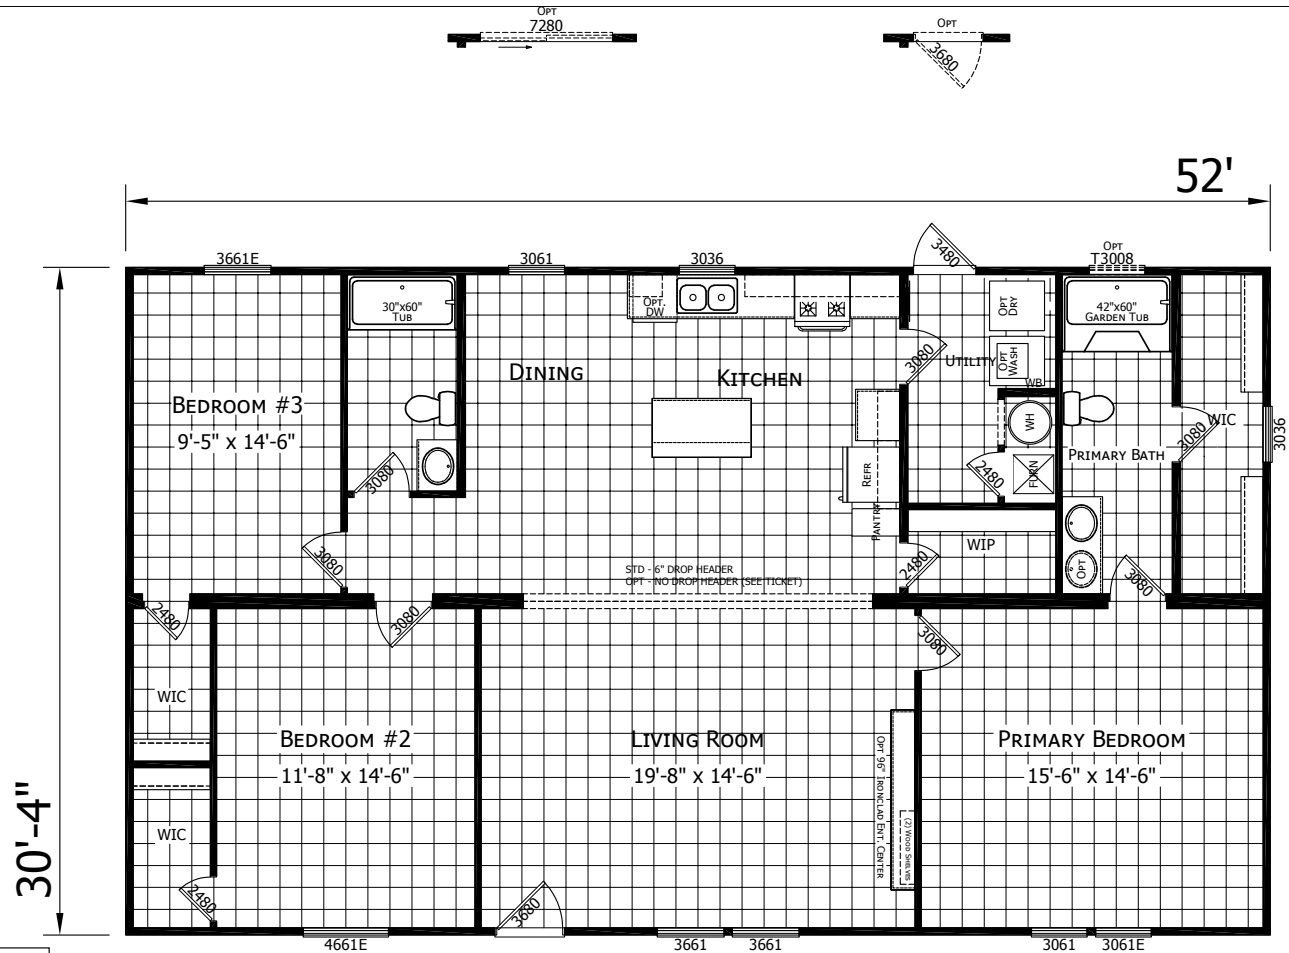 OPT
7280
OPT
3680
52'
3661E
3061
3036
3480
OPT
T3008
30"x60"
TUB
OPT.
DW
OPT
DRY
42"x60"
GARDEN TUB
DINING
KITCHEN
3080
UTILITY
OPT
WASH
WB
BEDROOM #3
9'-5" x 14'-6"
WH
WIC
3080
3036
PRIMARY BATH
3080
REFR
2480
FURN
PANTRY
WIP
OPT
3080
STD - 6" DROP HEADER
OPT - NO DROP HEADER (SEE TICKET)
2480
3080
2480
3080
3080
WIC
BEDROOM #2
11'-8" x 14'-6"
LIVING ROOM
19'-8" x 14'-6"
OPT 96" IRONCLAD ENT. CENTER
(2) WOOD SHELVES
PRIMARY BEDROOM
15'-6" x 14'-6"
WIC
30'-4"
2480
3680
4661E
3661
3661
3061
3061E